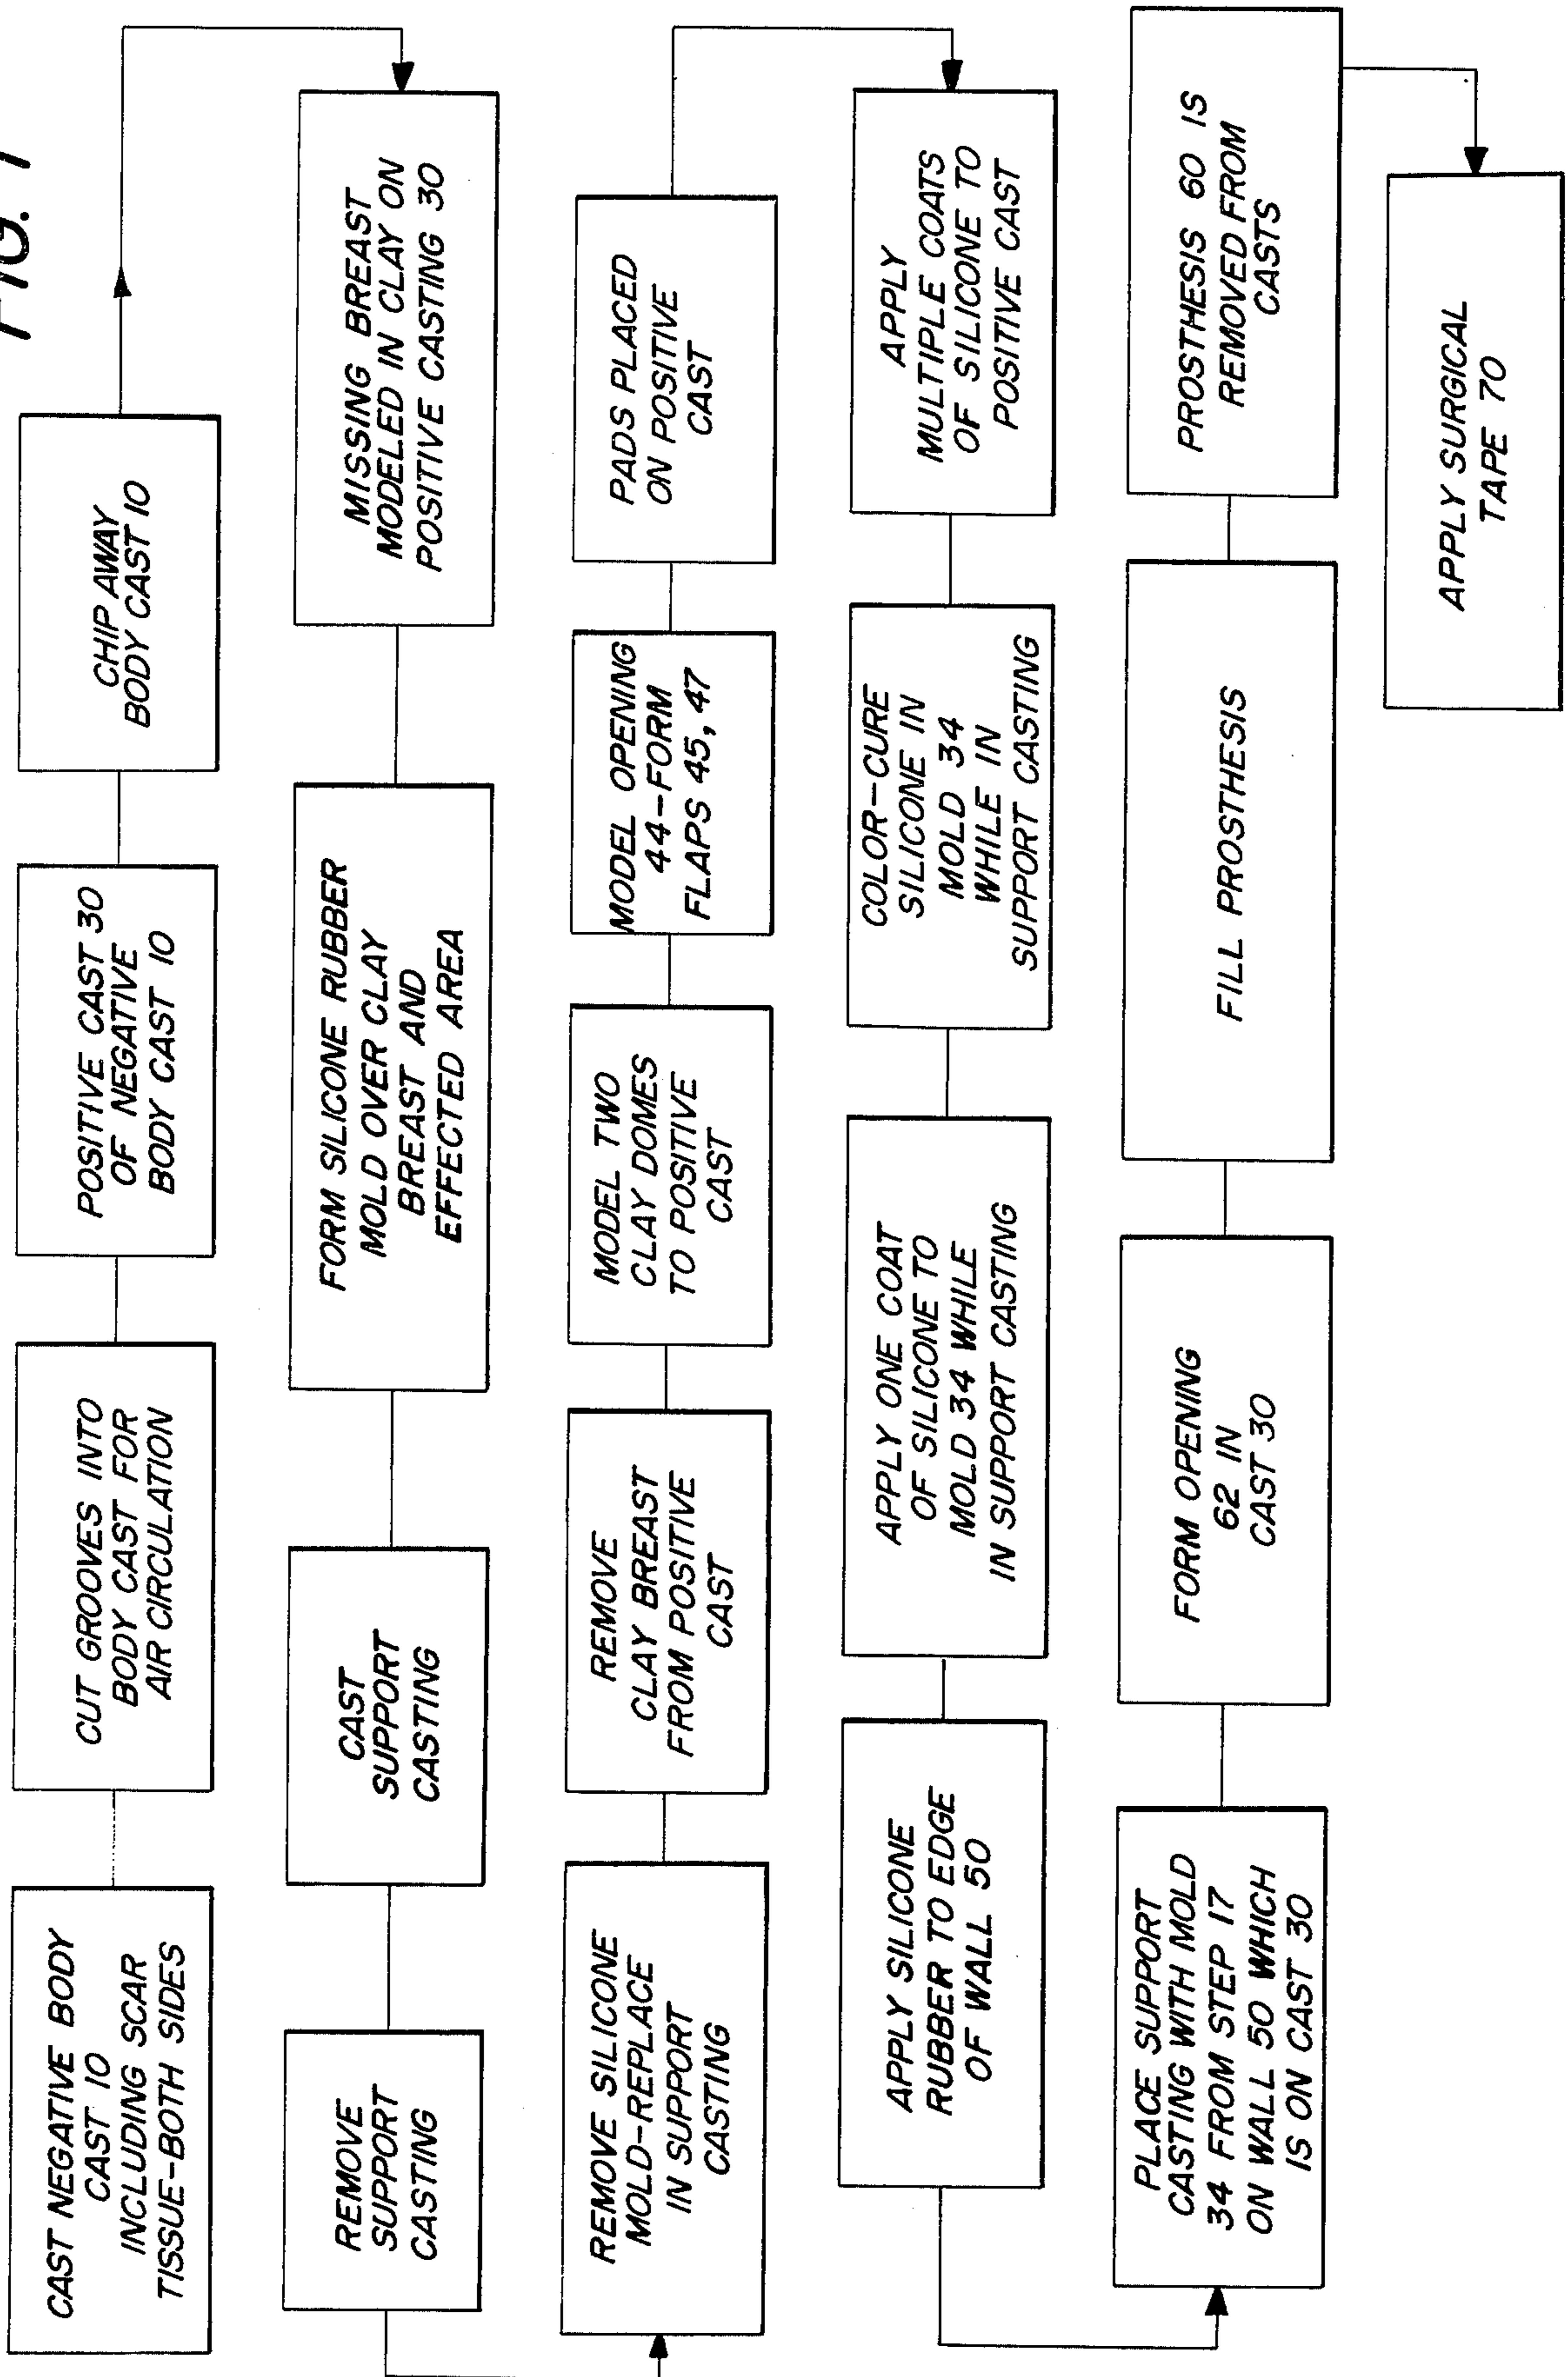 FIG. 1
CAST NEGATIVE BODY
CAST 10
INCLUDING SCAR
TISSUE-BOTH SIDES
CUT GROOVES INTO
BODY CAST FOR
AIR CIRCULATION
POSITIVE CAST 30
OF NEGATIVE
BODY CAST 10
CHIP AWAY
BODY CAST 10
MISSING BREAST
MODELED IN CLAY ON
POSITIVE CASTING 30
FORM SILICONE RUBBER
MOLD OVER CLAY
BREAST AND
EFFECTED AREA
CAST
SUPPORT
CASTING
REMOVE
SUPPORT
CASTING
REMOVE SILICONE
MOLD-REPLACE
IN SUPPORT
CASTING
REMOVE
CLAY BREAST
FROM POSITIVE
CAST
MODEL TWO
CLAY DOMES
TO POSITIVE
CAST
MODEL OPENING
44-FORM
FLAPS 45, 47
PADS PLACED
ON POSITIVE
CAST
APPLY
MULTIPLE COATS
OF SILICONE TO
POSITIVE CAST
COLOR-CURE
SILICONE IN
MOLD 34
WHILE IN
SUPPORT CASTING
APPLY ONE COAT
OF SILICONE TO
MOLD 34 WHILE
IN SUPPORT CASTING
APPLY SILICONE
RUBBER TO EDGE
OF WALL 50
PLACE SUPPORT
CASTING WITH MOLD
34 FROM STEP 17
ON WALL 50 WHICH
IS ON CAST 30
FORM OPENING
62 IN
CAST 30
FILL PROSTHESIS
PROSTHESIS 60 IS
REMOVED FROM
CASTS
APPLY SURGICAL
TAPE 70